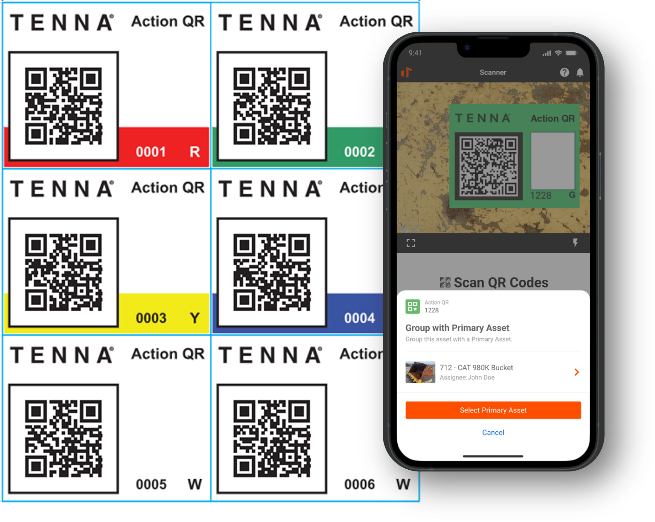 TENNA® Action QR
0001 R
TENNA® Action QR
0002
TENNA® Action QR
0003 Y
TENNA® Action
0004
TENNA® Action QR
0005 W
TENNA® Action
0006 W
9:41
Scanner
TENNA Action QR
1228 G
Scan QR Codes
Action QR
1228
Group with Primary Asset
Group this asset with a Primary Asset
712 - CAT 980K Bucket
Assignee:John Doe
Select Primary Asset
Cancel